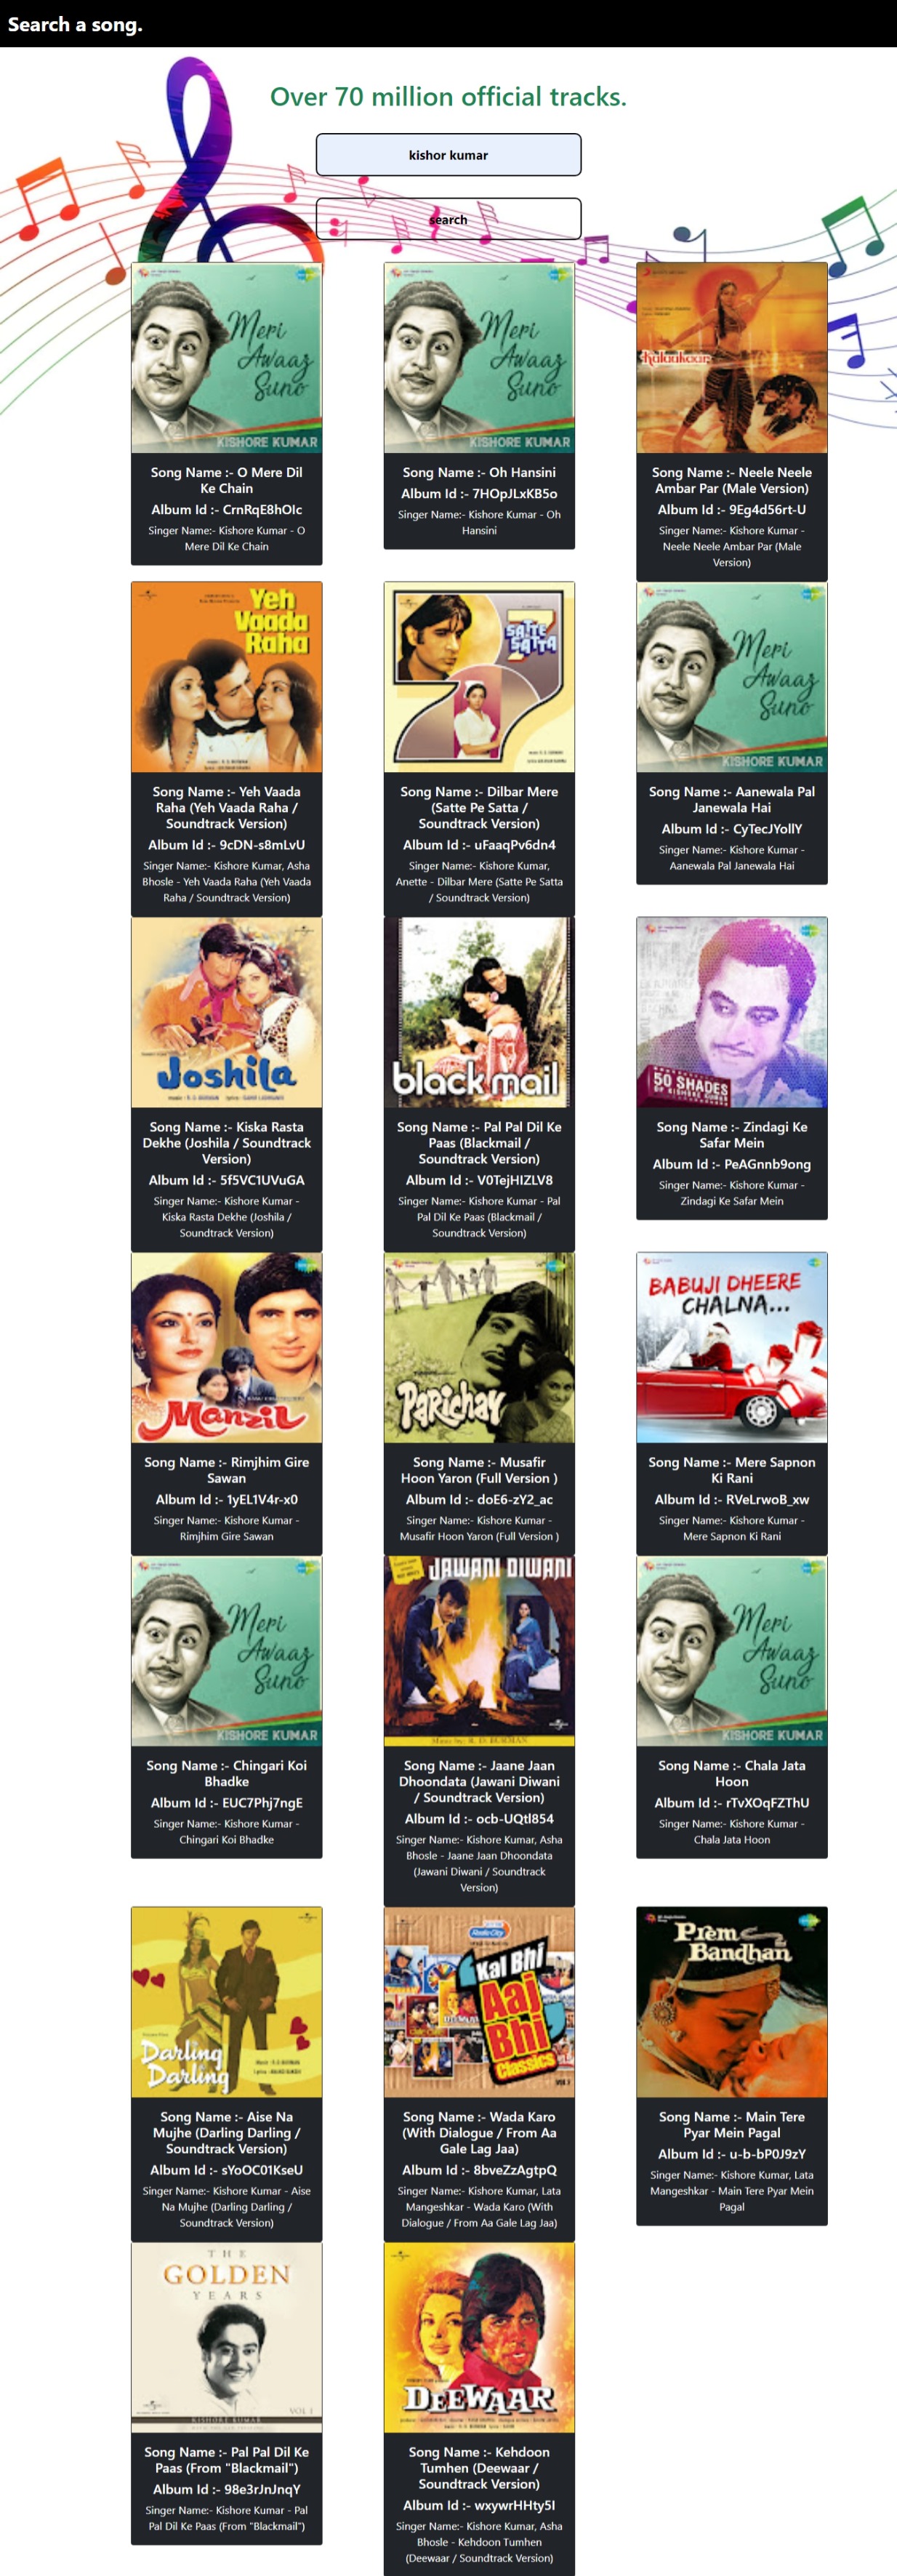 Search a song.
Over 70 million official tracks.
kishor kumar
search
Meri
Awaaz
Suno
KISHORE KUMAR
Song Name :- O Mere Dil
Ke Chain
Album Id :- CrnRqE8hOlc
Singer Name:- Kishore Kumar - O
Mere Dil Ke Chain
Meri
Awaaz
Suno
KISHORE KUMAR
Song Name :- Oh Hansini
Album Id :- 7HOpJLxKB5o
Singer Name:- Kishore Kumar - Oh
Hansini
Kalaakaar
Song Name :- Neele Neele
Ambar Par (Male Version)
Album Id :- 9Eg4d56rt-U
Singer Name:- Kishore Kumar -
Neele Neele Ambar Par (Male
Version)
Yeh
Vaada
Raha
Song Name :- Yeh Vaada
Raha (Yeh Vaada Raha /
Soundtrack Version)
Album Id :- 9cDN-s8mLvU
Singer Name:- Kishore Kumar, Asha
Bhosle - Yeh Vaada Raha (Yeh Vaada
Raha / Soundtrack Version)
SATTE
SATTA
Song Name :- Dilbar Mere
(Satte Pe Satta /
Soundtrack Version)
Album Id :- uFaaqPv6dn4
Singer Name:- Kishore Kumar,
Anette - Dilbar Mere (Satte Pe Satta
/ Soundtrack Version)
Meri
Awaaz
Suno
KISHORE KUMAR
Song Name :- Aanewala Pal
Janewala Hai
Album Id :- CyTecJYollY
Singer Name:- Kishore Kumar -
Aanewala Pal Janewala Hai
Joshila
Song Name :- Kiska Rasta
Dekhe (Joshila / Soundtrack
Version)
Album Id :- 5f5VC1UVuGA
Singer Name:- Kishore Kumar -
Kiska Rasta Dekhe (Joshila /
Soundtrack Version)
black mail
Song Name :- Pal Pal Dil Ke
Paas (Blackmail /
Soundtrack Version)
Album Id :- V0TejHIZLV8
Singer Name:- Kishore Kumar - Pal
Pal Dil Ke Paas (Blackmail /
Soundtrack Version)
50 SHADES
OF KISHORE KUMAR
Song Name :- Zindagi Ke
Safar Mein
Album Id :- PeAGnnb9ong
Singer Name:- Kishore Kumar -
Zindagi Ke Safar Mein
Manzil
Song Name :- Rimjhim Gire
Sawan
Album Id :- 1yEL1V4r-x0
Singer Name:- Kishore Kumar -
Rimjhim Gire Sawan
Parichay
Song Name :- Musafir
Hoon Yaron (Full Version )
Album Id :- doE6-zY2_ac
Singer Name:- Kishore Kumar -
Musafir Hoon Yaron (Full Version )
BABUJI DHEERE
CHALNA...
Song Name :- Mere Sapnon
Ki Rani
Album Id :- RVeLrwoB_xw
Singer Name:- Kishore Kumar -
Mere Sapnon Ki Rani
Meri
Awaaz
Suno
KISHORE KUMAR
Song Name :- Chingari Koi
Bhadke
Album Id :- EUC7Phj7ngE
Singer Name:- Kishore Kumar -
Chingari Koi Bhadke
JAWANI DIWANI
Music by: R. D. BURMAN
Song Name :- Jaane Jaan
Dhoondata (Jawani Diwani
/ Soundtrack Version)
Album Id :- ocb-UQtl854
Singer Name:- Kishore Kumar, Asha
Bhosle - Jaane Jaan Dhoondata
(Jawani Diwani / Soundtrack
Version)
Meri
Awaaz
Suno
KISHORE KUMAR
Song Name :- Chala Jata
Hoon
Album Id :- rTvXOqFZThU
Singer Name:- Kishore Kumar -
Chala Jata Hoon
Darling
Darling
Song Name :- Aise Na
Mujhe (Darling Darling /
Soundtrack Version)
Album Id :- sYoOC01KseU
Singer Name:- Kishore Kumar - Aise
Na Mujhe (Darling Darling /
Soundtrack Version)
Radio City
Kal Bhi
Aaj
Bhi
Classics
Song Name :- Wada Karo
(With Dialogue / From Aa
Gale Lag Jaa)
Album Id :- 8bveZzAgtpQ
Singer Name:- Kishore Kumar, Lata
Mangeshkar - Wada Karo (With
Dialogue / From Aa Gale Lag Jaa)
Prem
Bandhan
Song Name :- Main Tere
Pyar Mein Pagal
Album Id :- u-b-bP0J9zY
Singer Name:- Kishore Kumar, Lata
Mangeshkar - Main Tere Pyar Mein
Pagal
THE
GOLDEN
YEARS
VOL 1
KISHORE KUMAR
Song Name :- Pal Pal Dil Ke
Paas (From "Blackmail")
Album Id :- 98e3rJnJnqY
Singer Name:- Kishore Kumar - Pal
Pal Dil Ke Paas (From "Blackmail")
DEEWAAR
Song Name :- Kehdoon
Tumhen (Deewaar /
Soundtrack Version)
Album Id :- wxywrHHty5I
Singer Name:- Kishore Kumar, Asha
Bhosle - Kehdoon Tumhen
(Deewaar / Soundtrack Version)